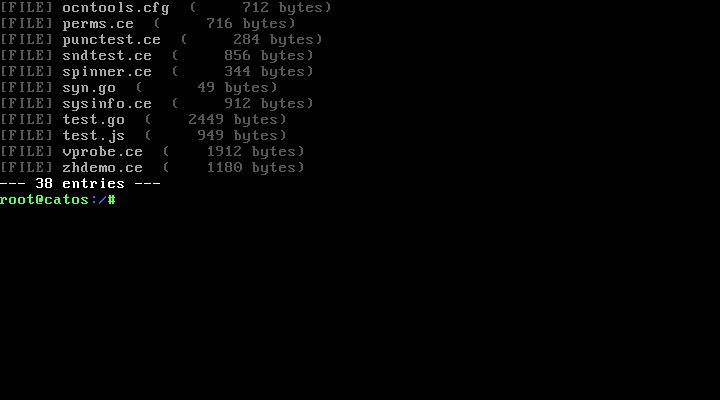 [FILE] ocntools.cfg  (     712 bytes)
[FILE] perms.ce  (     716 bytes)
[FILE] punctest.ce  (     284 bytes)
[FILE] sndtest.ce  (     856 bytes)
[FILE] spinner.ce  (     344 bytes)
[FILE] syn.go  (      49 bytes)
[FILE] sysinfo.ce  (     912 bytes)
[FILE] test.go  (    2449 bytes)
[FILE] test.js  (     949 bytes)
[FILE] vprobe.ce  (    1912 bytes)
[FILE] zhdemo.ce  (    1180 bytes)
--- 38 entries ---
root@catos:/#